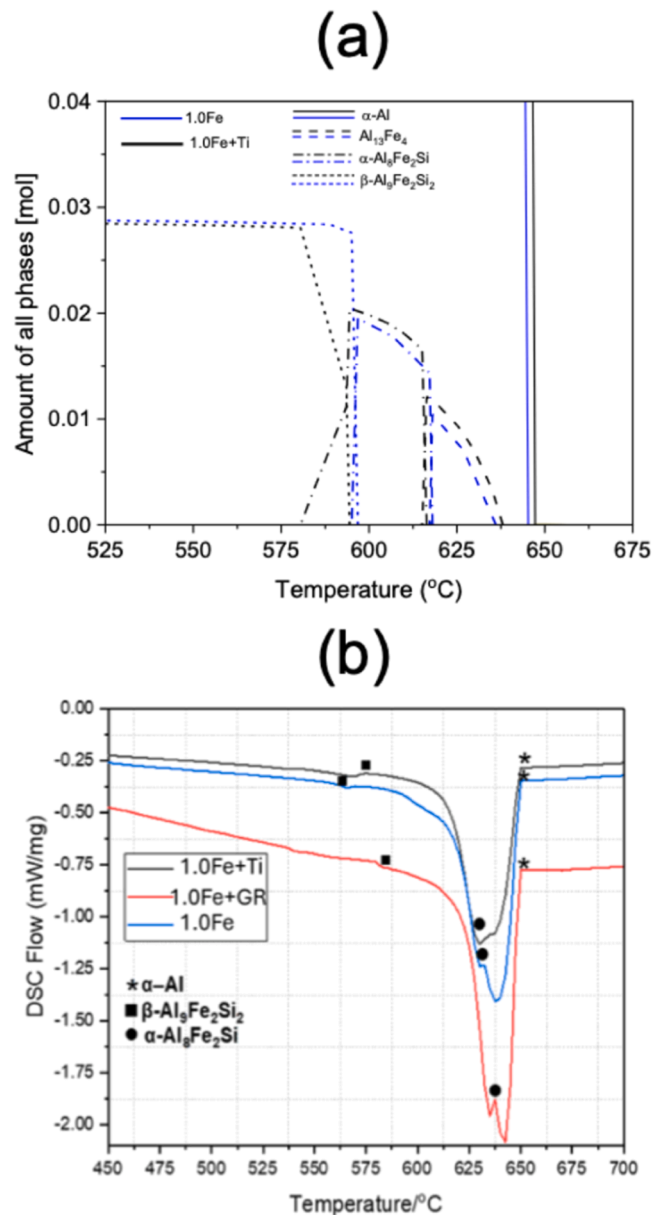 (a)
0.04
0.03
0.02
0.01
0.00
Amount of all phases [mol]
1.0Fe
1.0Fe+Ti
α-Al
Al₁₃Fe₄
α-Al₈Fe₂Si
β-Al₉Fe₂Si₂
525 550 575 600 625 650 675
Temperature (°C)
(b)
0.00
-0.25
-0.50
-0.75
-1.00
-1.25
-1.50
-1.75
-2.00
DSC Flow (mW/mg)
1.0Fe+Ti
1.0Fe+GR
1.0Fe
*α–Al
■β-Al₉Fe₂Si₂
●α-Al₈Fe₂Si
450 475 500 525 550 575 600 625 650 675 700
Temperature/°C